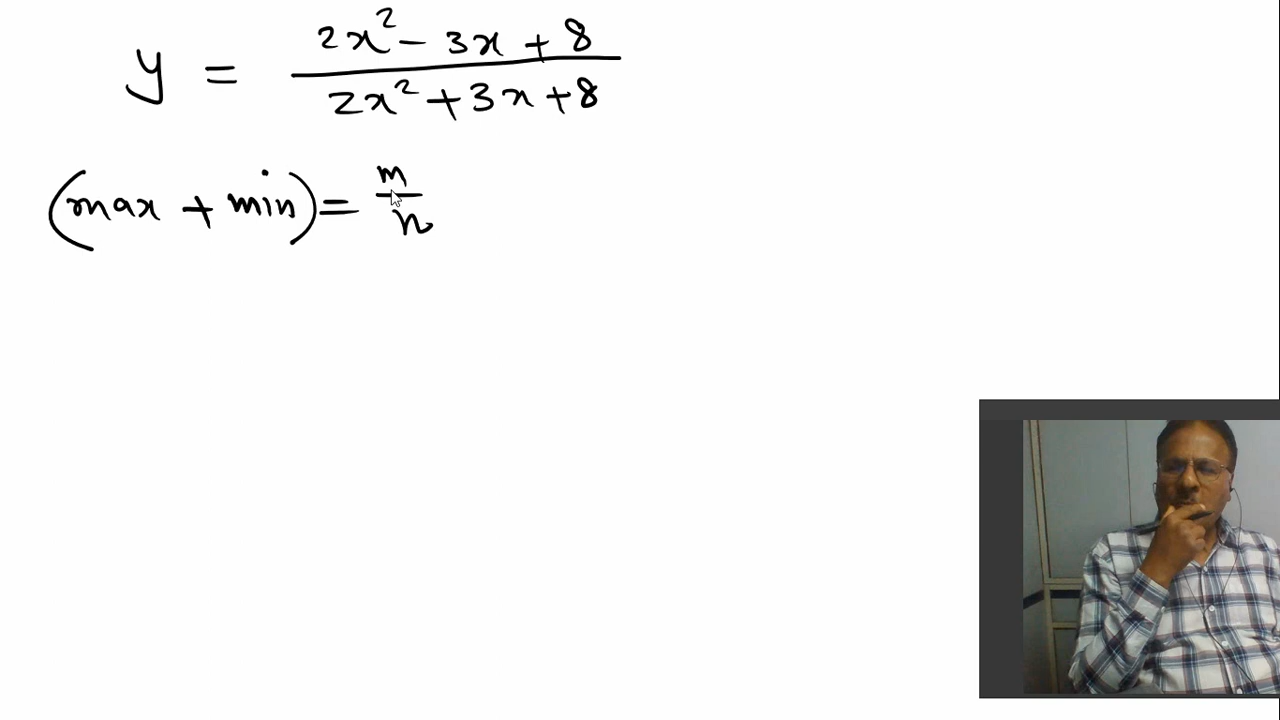 y = (2x² - 3x + 8) / (2x² + 3x + 8)
(max + min) = m/n